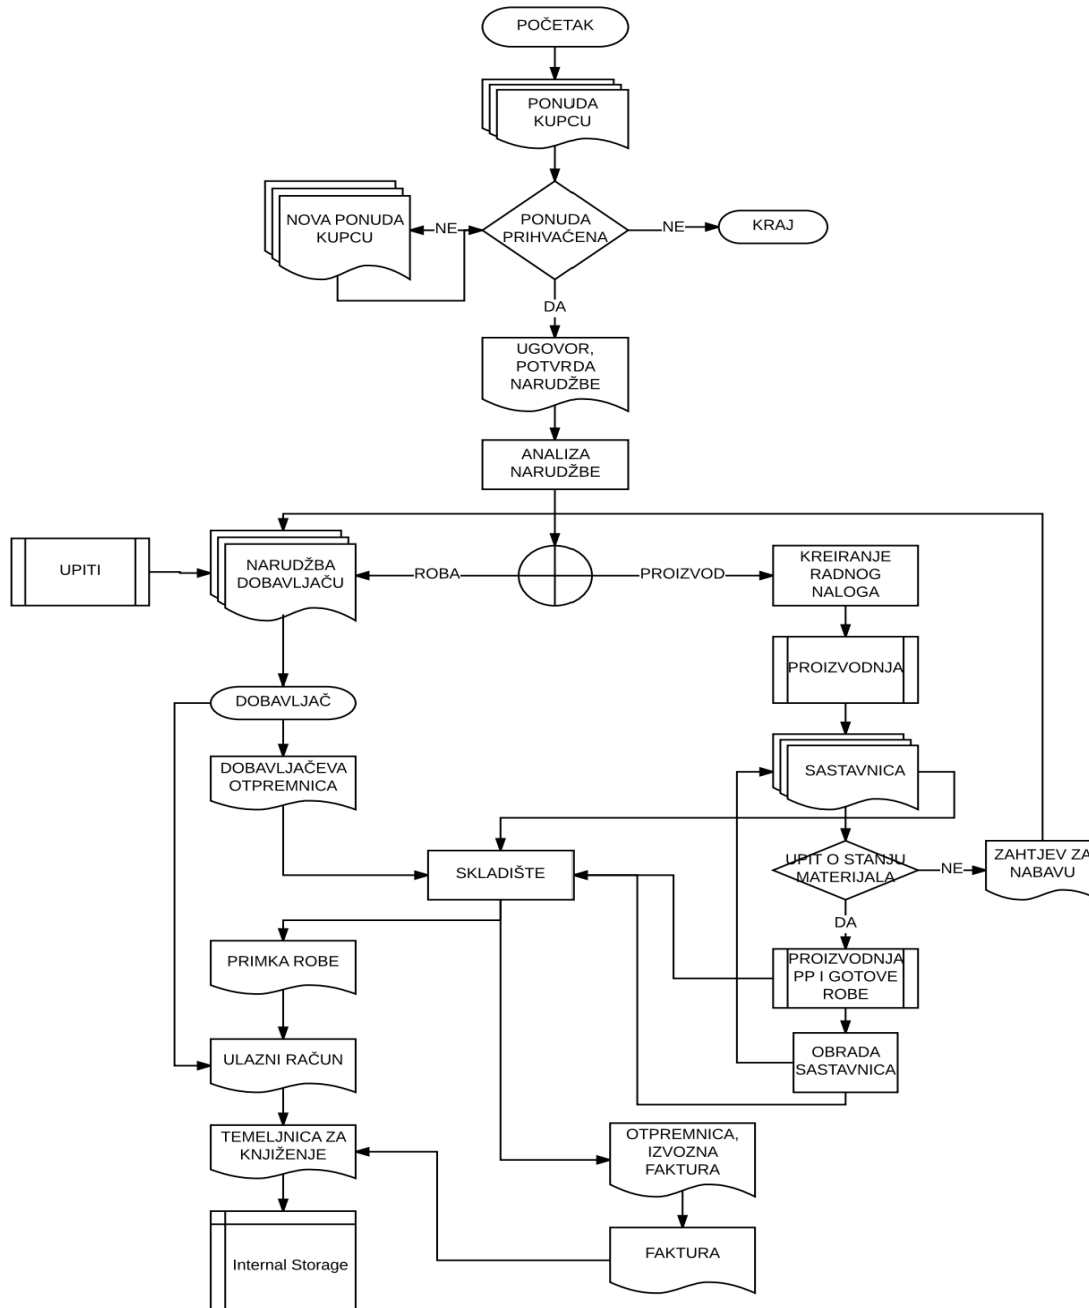 POČETAK
PONUDA
KUPCU
NOVA PONUDA
KUPCU
NE
PONUDA
PRIHVAĆENA
NE
KRAJ
DA
UGOVOR,
POTVRDA
NARUDŽBE
ANALIZA
NARUDŽBE
UPITI
NARUDŽBA
DOBAVLJAČU
ROBA
PROIZVOD
KREIRANJE
RADNOG
NALOGA
PROIZVODNJA
DOBAVLJAČ
DOBAVLJAČEVA
OTPREMNICA
SASTAVNICA
SKLADIŠTE
UPIT O STANJU
MATERIJALA
NE
ZAHTJEV ZA
NABAVU
DA
PRIMKA ROBE
PROIZVODNJA
PP I GOTOVE
ROBE
ULAZNI RAČUN
OBRADA
SASTAVNICA
TEMELJNICA ZA
KNJIŽENJE
OTPREMNICA,
IZVOZNA
FAKTURA
Internal Storage
FAKTURA